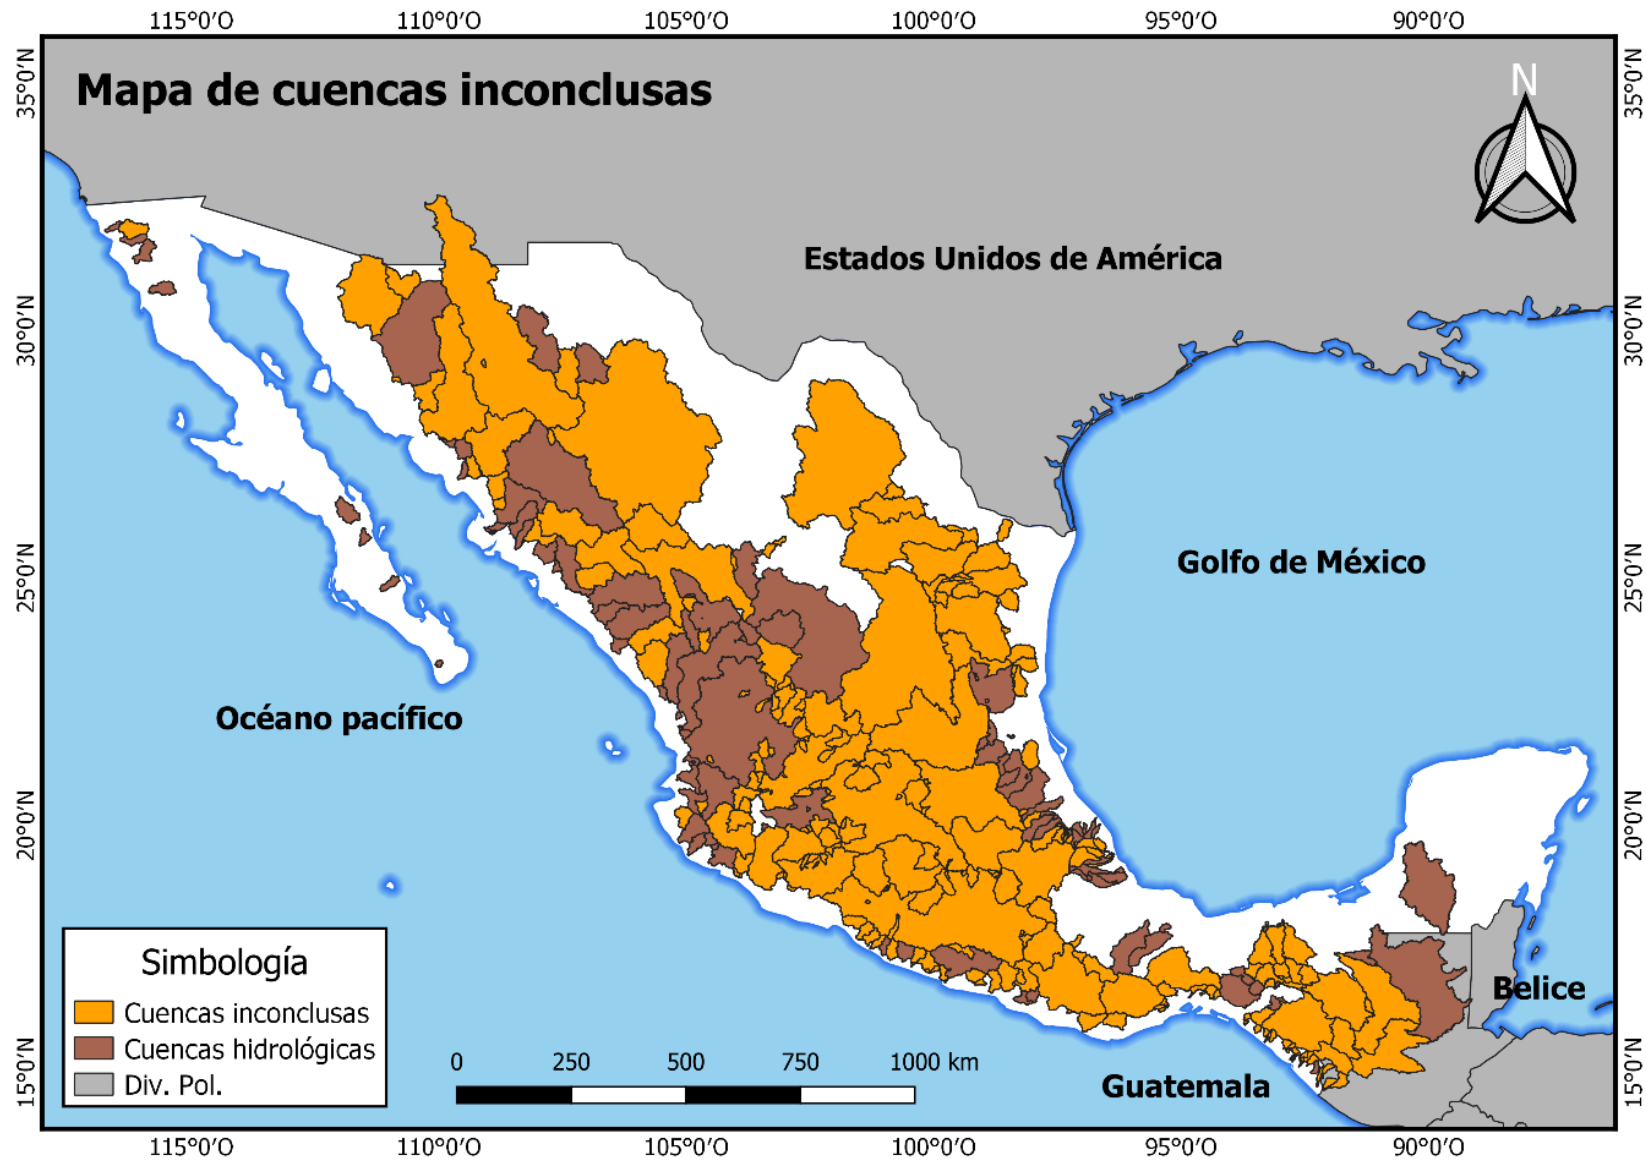 115°0′O 110°0′O 105°0′O 100°0′O 95°0′O 90°0′O
35°0′N
30°0′N
25°0′N
20°0′N
15°0′N
Mapa de cuencas inconclusas
N
Estados Unidos de América
Golfo de México
Océano pacífico
Belice
Guatemala
Simbología
Cuencas inconclusas
Cuencas hidrológicas
Div. Pol.
0 250 500 750 1000 km
35°0′N
30°0′N
25°0′N
20°0′N
15°0′N
115°0′O 110°0′O 105°0′O 100°0′O 95°0′O 90°0′O